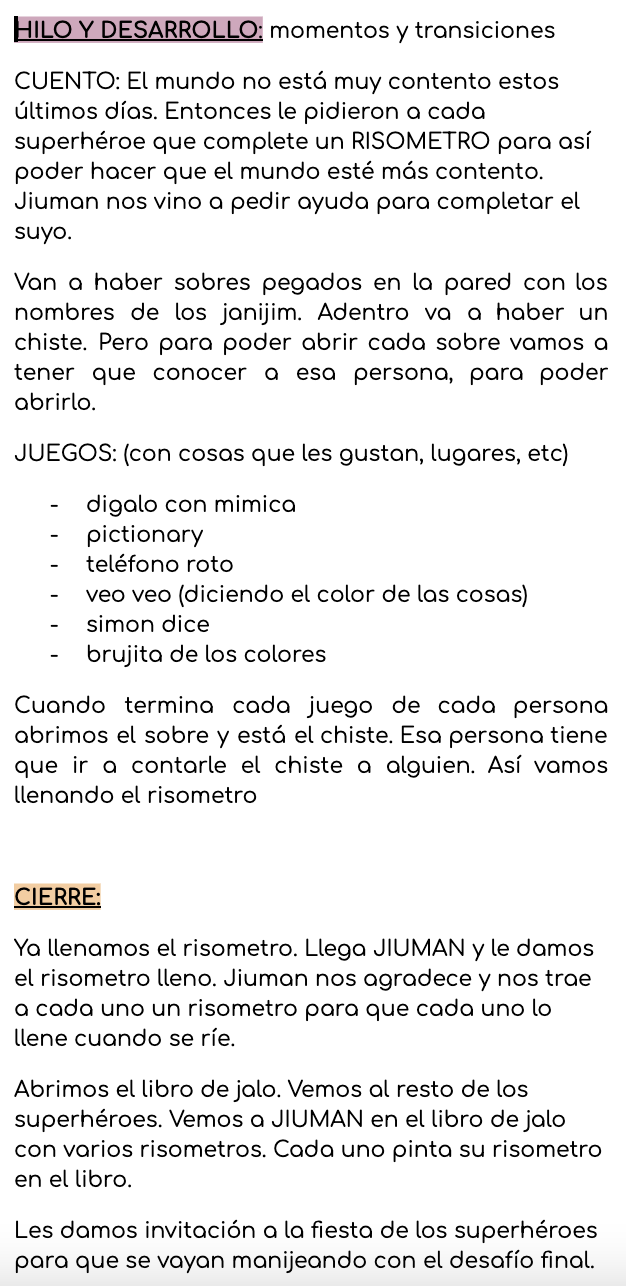 HILO Y DESARROLLO: momentos y transiciones
CUENTO: El mundo no está muy contento estos
últimos días. Entonces le pidieron a cada
superhéroe que complete un RISOMETRO para así
poder hacer que el mundo esté más contento.
Jiuman nos vino a pedir ayuda para completar el
suyo.
Van a haber sobres pegados en la pared con los
nombres de los janijim. Adentro va a haber un
chiste. Pero para poder abrir cada sobre vamos a
tener que conocer a esa persona, para poder
abrirlo.
JUEGOS: (con cosas que les gustan, lugares, etc)
- digalo con mimica
- pictionary
- teléfono roto
- veo veo (diciendo el color de las cosas)
- simon dice
- brujita de los colores
Cuando termina cada juego de cada persona
abrimos el sobre y está el chiste. Esa persona tiene
que ir a contarle el chiste a alguien. Así vamos
llenando el risometro
CIERRE:
Ya llenamos el risometro. Llega JIUMAN y le damos
el risometro lleno. Jiuman nos agradece y nos trae
a cada uno un risometro para que cada uno lo
llene cuando se ríe.
Abrimos el libro de jalo. Vemos al resto de los
superhéroes. Vemos a JIUMAN en el libro de jalo
con varios risometros. Cada uno pinta su risometro
en el libro.
Les damos invitación a la fiesta de los superhéroes
para que se vayan manijeando con el desafío final.